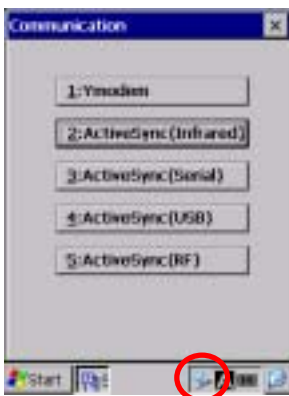 Communication
1:Ymodem
2:ActiveSync(Infrared)
3:ActiveSync(Serial)
4:ActiveSync(USB)
5:ActiveSync(RF)
Start